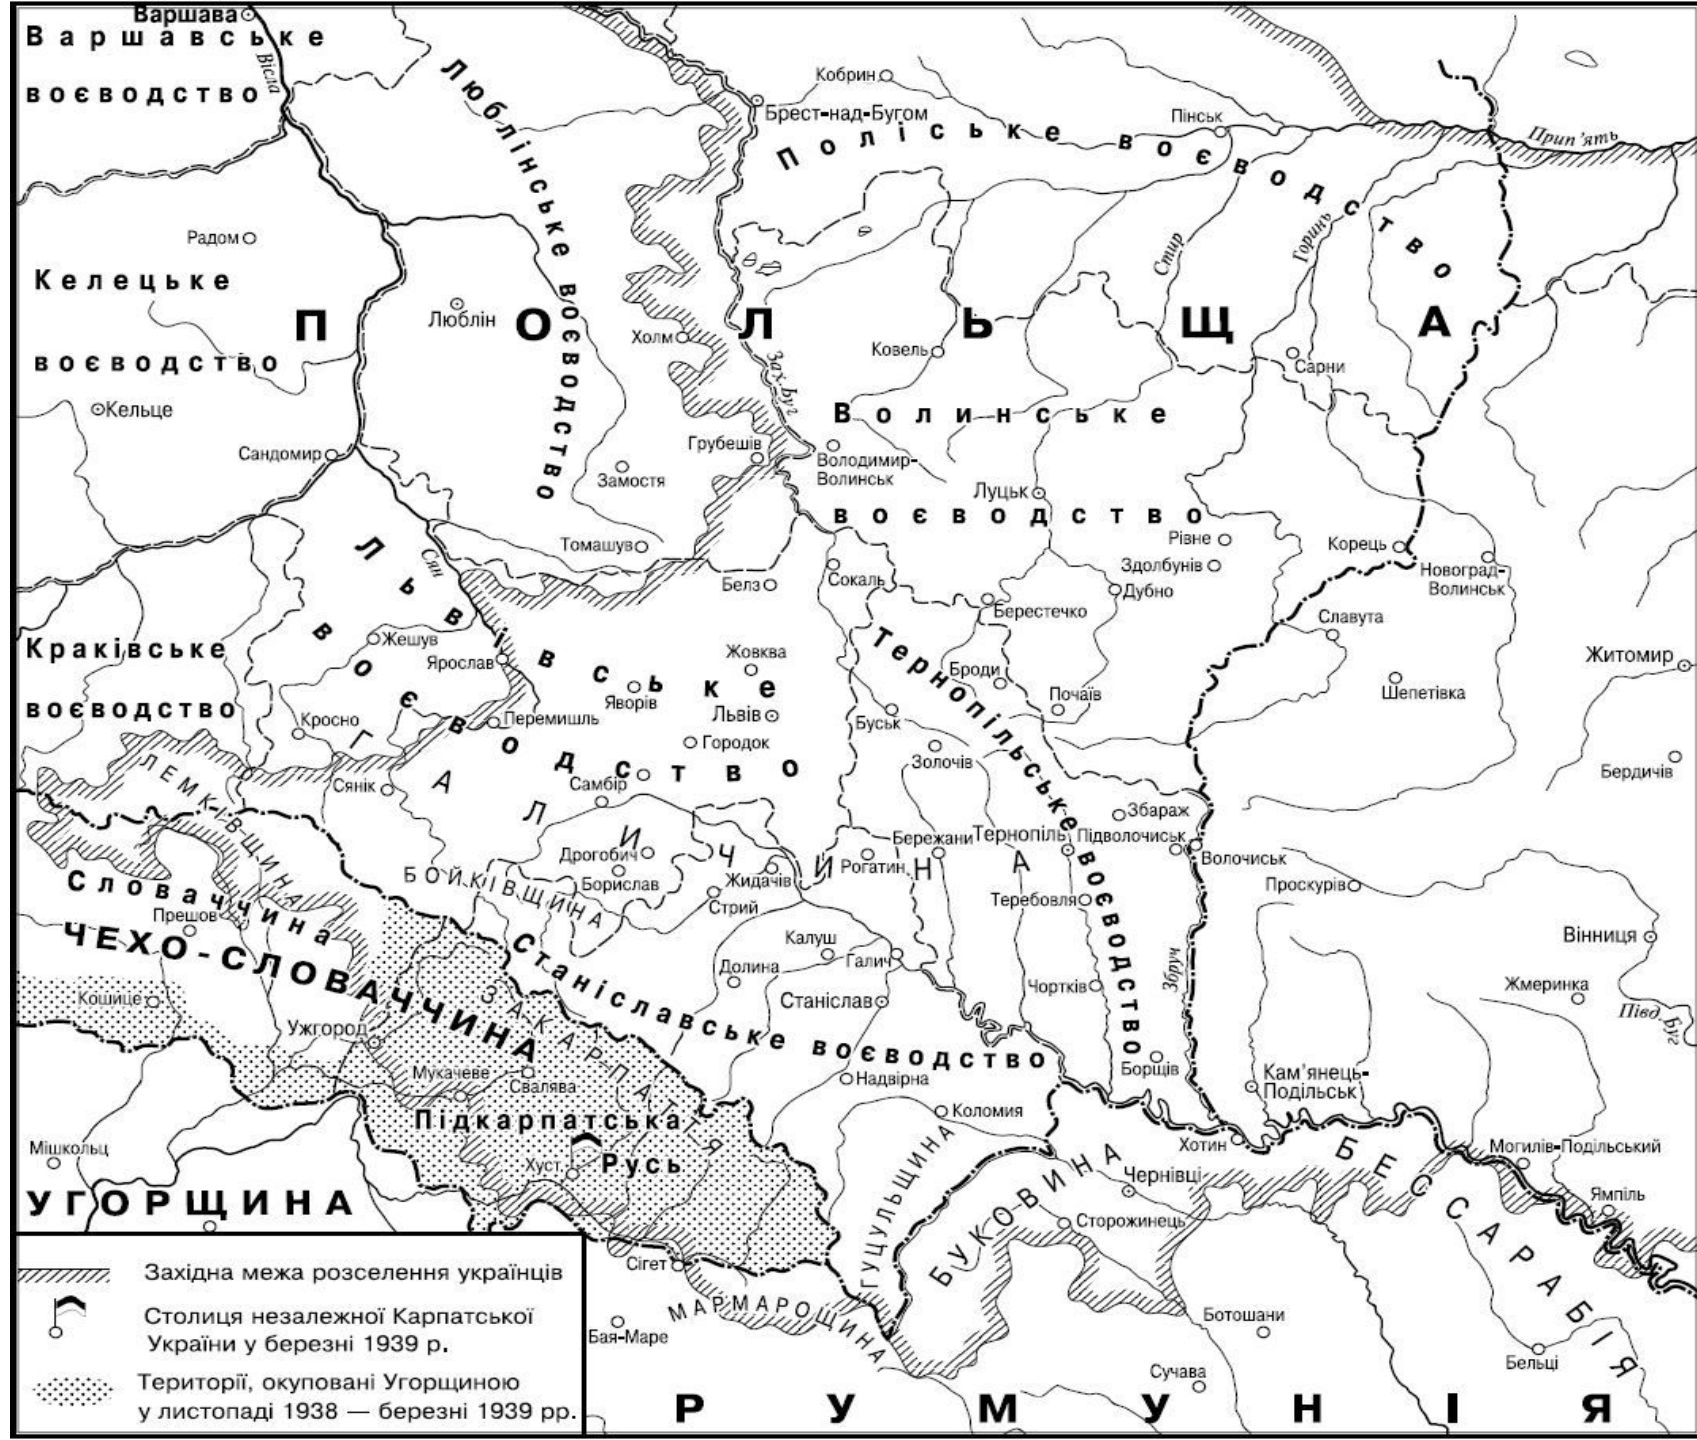 Варшава
Варшавське
воєводство
Вісла
Люблінське воєводство
Кобрин
Брест-над-Бугом
Пінськ
Поліське воєводство
Прип'ять
Радом
Келецьке
воєводство
Стир
Горинь
ПОЛЬЩА
Люблін
Холм
Зах. Буг
Ковель
Сарни
Кельце
Волинське
воєводство
Сандомир
Грубешів
Замостя
Володимир-
Волинськ
Луцьк
Рівне
Корець
Томашув
Сян
Здолбунів
Новоград-
Волинськ
Белз
Сокаль
Дубно
Берестечко
Славута
Львівське
воєводство
Тернопільське воєводство
Краківське
воєводство
Жешув
Ярослав
Жовква
Броди
Житомир
Яворів
Почаїв
Шепетівка
Кросно
Перемишль
Львів
Буськ
Городок
Золочів
Бердичів
ГАЛИЧИНА
ЛЕМКІВЩИНА
Сянік
Самбір
Збараж
Бережани
Тернопіль
Підволочиськ
Волочиськ
Дрогобич
Борислав
Рогатин
БОЙКІВЩИНА
Жидачів
Стрий
Проскурів
Теребовля
Словаччина
Прешов
ЧЕХО-СЛОВАЧЧИНА
Калуш
Галич
Вінниця
Станіславське воєводство
Долина
Збруч
Чортків
Жмеринка
Кошице
ЗАКАРПАТТЯ
Станіслав
Півд. Буг
Ужгород
Мукачеве
Свалява
Надвірна
Борщів
Кам'янець-
Подільськ
Підкарпатська
Русь
Коломия
Хуст
Мішкольц
Хотин
Могилів-Подільський
УГОРЩИНА
ГУЦУЛЬЩИНА
БУКОВИНА
Чернівці
БЕССАРАБІЯ
Ямпіль
Сторожинець
Сігет
МАРМАРОЩИНА
Бая-Маре
Ботошани
Сучава
Бельці
РУМУНІЯ
Західна межа розселення українців
Столиця незалежної Карпатської
України у березні 1939 р.
Території, окуповані Угорщиною
у листопаді 1938 — березні 1939 рр.